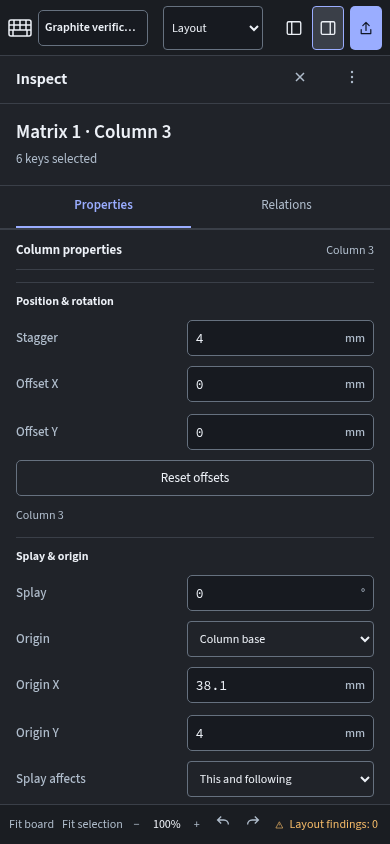 Graphite verific...
Layout
Inspect
Matrix 1 · Column 3
6 keys selected
Properties
Relations
Column properties
Column 3
Position & rotation
Stagger
4
mm
Offset X
0
mm
Offset Y
0
mm
Reset offsets
Column 3
Splay & origin
Splay
0
°
Origin
Column base
Origin X
38.1
mm
Origin Y
4
mm
Splay affects
This and following
Fit board
Fit selection
−
100%
+
Layout findings: 0